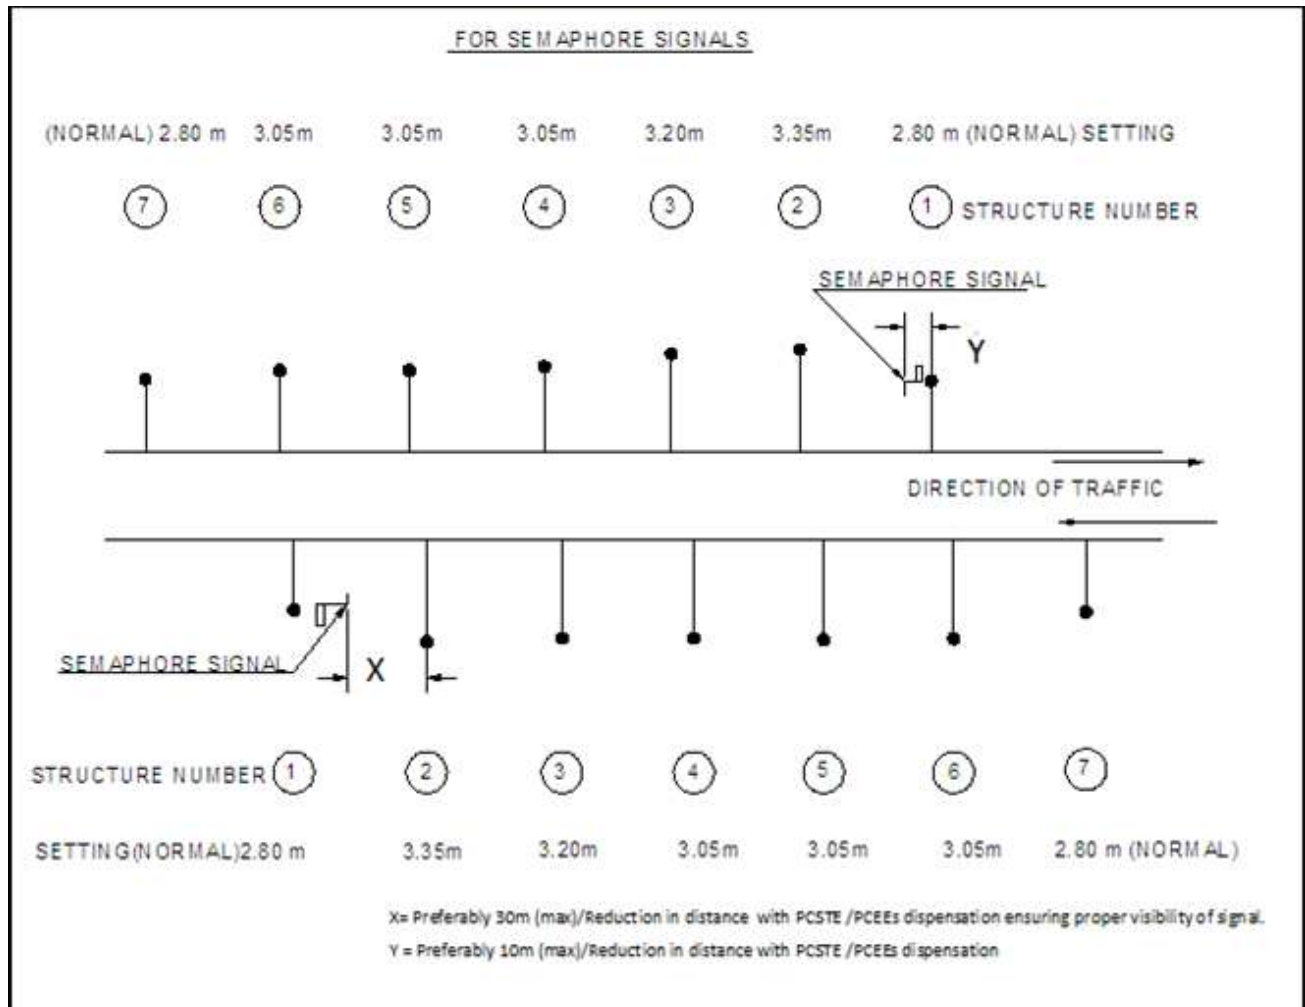 FOR SEMAPHORE SIGNALS
(NORMAL) 2.80 m 3.05m 3.05m 3.05m 3.20m 3.35m 2.80 m (NORMAL) SETTING
7 6 5 4 3 2 1 STRUCTURE NUMBER
SEMAPHORE SIGNAL
Y
DIRECTION OF TRAFFIC
SEMAPHORE SIGNAL
X
STRUCTURE NUMBER 1 2 3 4 5 6 7
SETTING(NORMAL)2.80 m 3.35m 3.20m 3.05m 3.05m 3.05m 2.80 m (NORMAL)
X= Preferably 30m (max)/Reduction in distance with PCSTE /PCEEs dispensation ensuring proper visibility of signal.
Y = Preferably 10m (max)/Reduction in distance with PCSTE /PCEEs dispensation